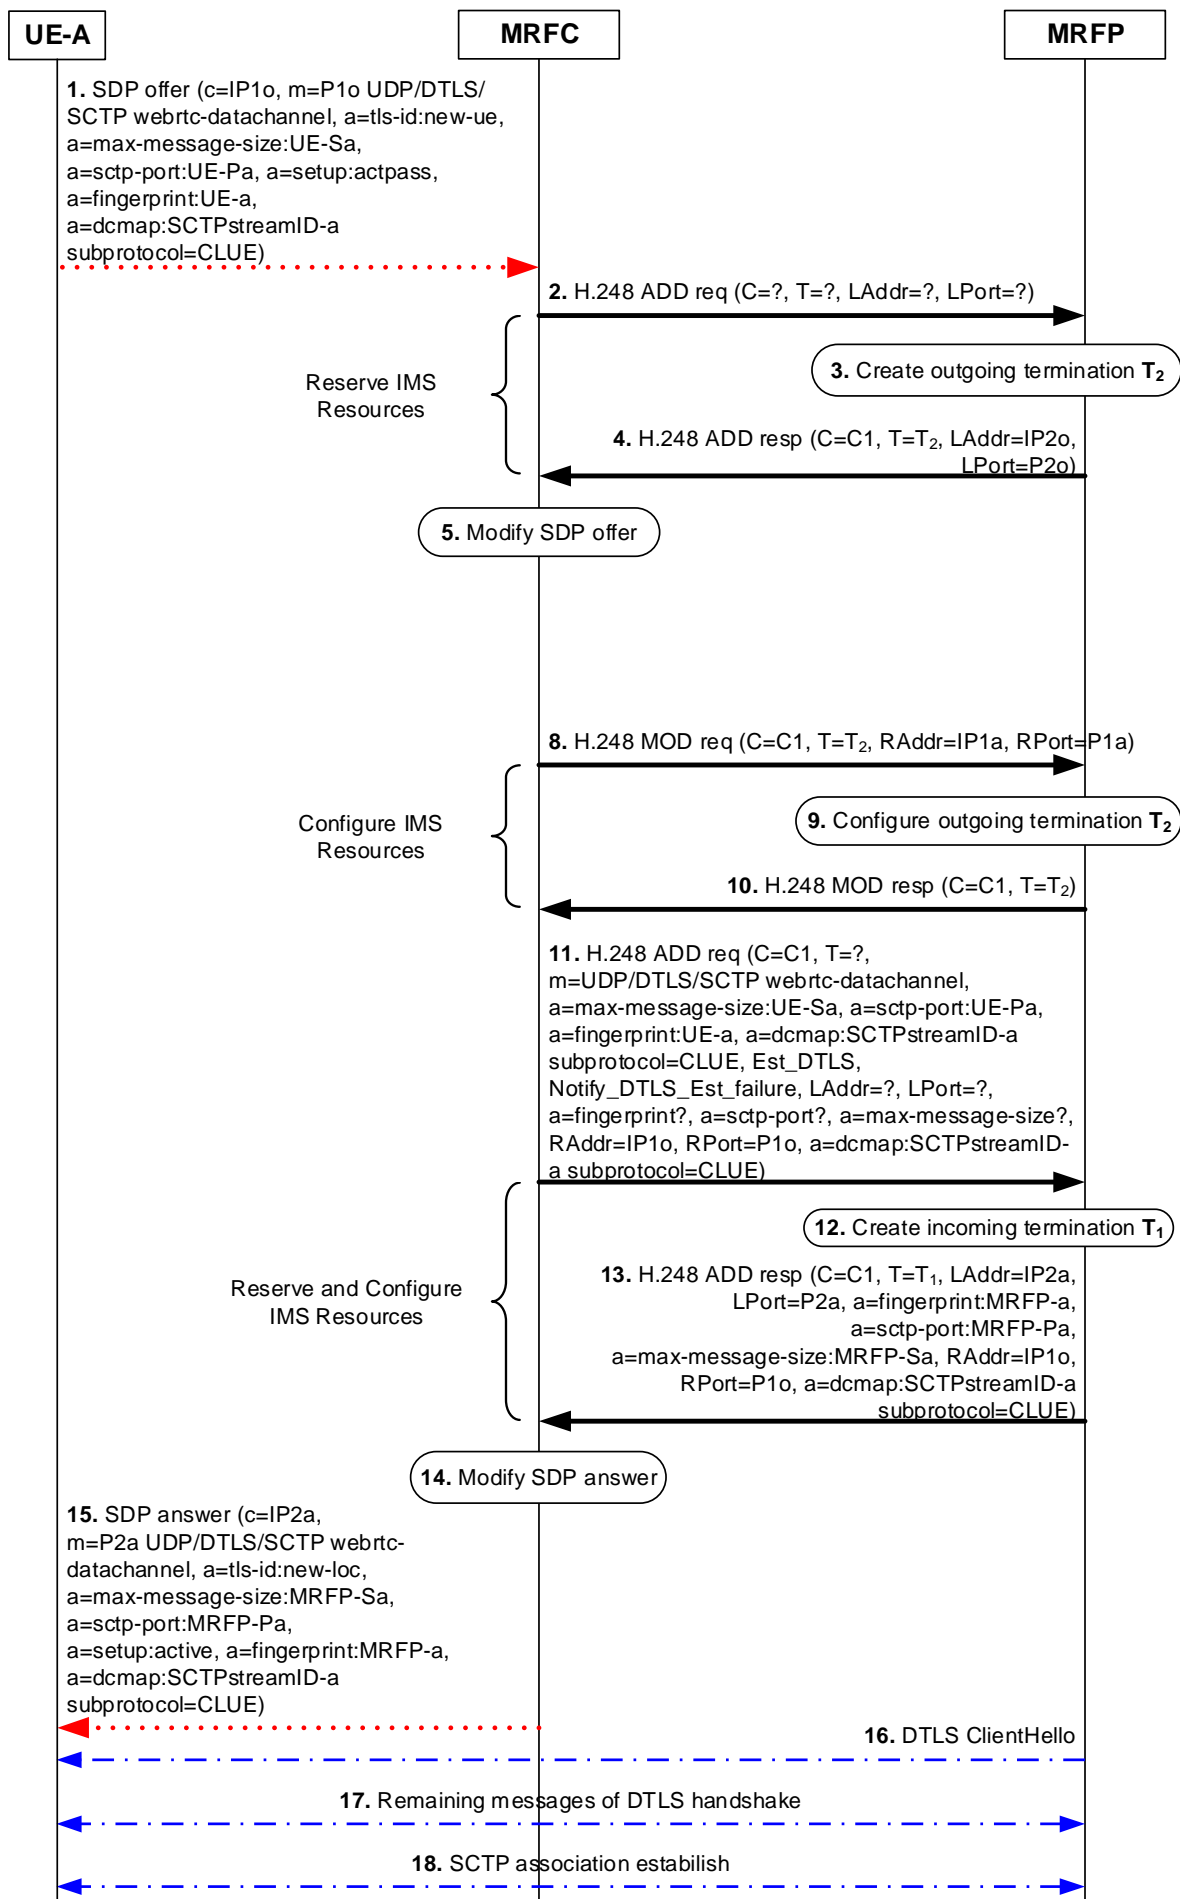 UE-A
MRFC
MRFP
1. SDP offer (c=IP1o, m=P1o UDP/DTLS/
SCTP webrtc-datachannel, a=tls-id:new-ue,
a=max-message-size:UE-Sa,
a=sctp-port:UE-Pa, a=setup:actpass,
a=fingerprint:UE-a,
a=dcmap:SCTPstreamID-a
subprotocol=CLUE)
2. H.248 ADD req (C=?, T=?, LAddr=?, LPort=?)
3. Create outgoing termination T2
Reserve IMS
Resources
4. H.248 ADD resp (C=C1, T=T2, LAddr=IP2o,
LPort=P2o)
5. Modify SDP offer
8. H.248 MOD req (C=C1, T=T2, RAddr=IP1a, RPort=P1a)
9. Configure outgoing termination T2
Configure IMS
Resources
10. H.248 MOD resp (C=C1, T=T2)
11. H.248 ADD req (C=C1, T=?,
m=UDP/DTLS/SCTP webrtc-datachannel,
a=max-message-size:UE-Sa, a=sctp-port:UE-Pa,
a=fingerprint:UE-a, a=dcmap:SCTPstreamID-a
subprotocol=CLUE, Est_DTLS,
Notify_DTLS_Est_failure, LAddr=?, LPort=?,
a=fingerprint?, a=sctp-port?, a=max-message-size?,
RAddr=IP1o, RPort=P1o, a=dcmap:SCTPstreamID-
a subprotocol=CLUE)
12. Create incoming termination T1
Reserve and Configure
IMS Resources
13. H.248 ADD resp (C=C1, T=T1, LAddr=IP2a,
LPort=P2a, a=fingerprint:MRFP-a,
a=sctp-port:MRFP-Pa,
a=max-message-size:MRFP-Sa, RAddr=IP1o,
RPort=P1o, a=dcmap:SCTPstreamID-a
subprotocol=CLUE)
14. Modify SDP answer
15. SDP answer (c=IP2a,
m=P2a UDP/DTLS/SCTP webrtc-
datachannel, a=tls-id:new-loc,
a=max-message-size:MRFP-Sa,
a=sctp-port:MRFP-Pa,
a=setup:active, a=fingerprint:MRFP-a,
a=dcmap:SCTPstreamID-a
subprotocol=CLUE)
16. DTLS ClientHello
17. Remaining messages of DTLS handshake
18. SCTP association estabilish